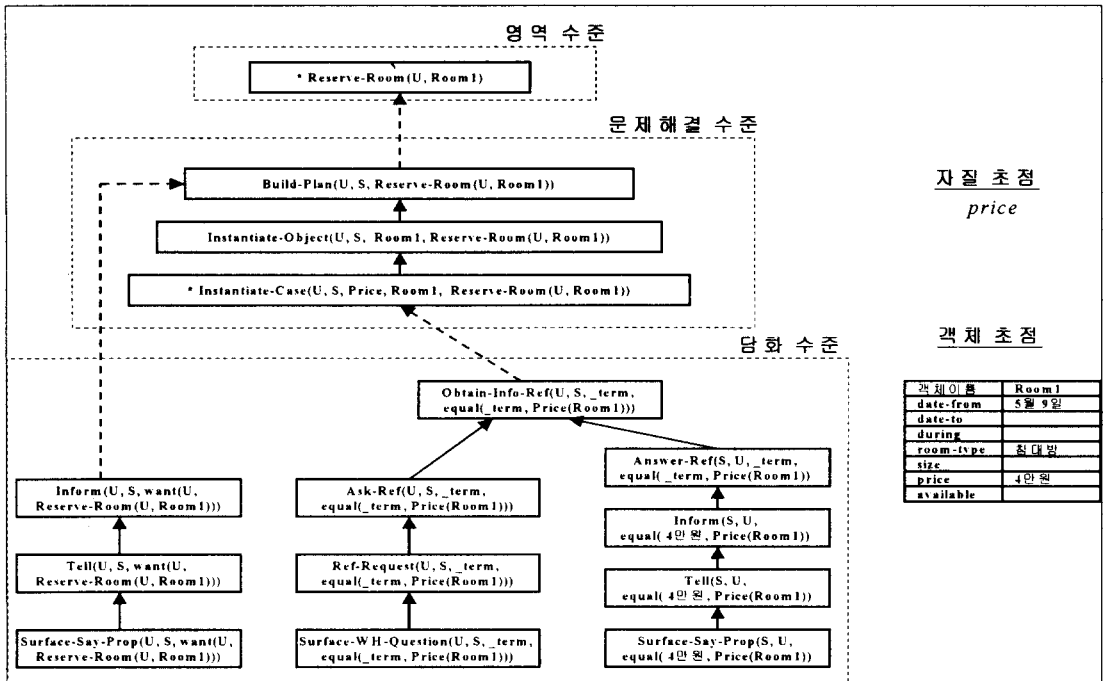 영역 수준
* Reserve-Room(U, Room1)
문제해결 수준
Build-Plan(U, S, Reserve-Room(U, Room1))
Instantiate-Object(U, S, Room1, Reserve-Room(U, Room1))
* Instantiate-Case(U, S, Price, Room1, Reserve-Room(U, Room1))
자질 초점
price
담화 수준
Obtain-Info-Ref(U, S, _term,
equal(_term, Price(Room1)))
Inform(U, S, want(U,
Reserve-Room(U, Room1)))
Tell(U, S, want(U,
Reserve-Room(U, Room1)))
Surface-Say-Prop(U, S, want(U,
Reserve-Room(U, Room1)))
Ask-Ref(U, S, _term,
equal(_term, Price(Room1)))
Ref-Request(U, S, _term,
equal(_term, Price(Room1)))
Surface-WH-Question(U, S, _term,
equal(_term, Price(Room1)))
Answer-Ref(S, U, _term,
equal( _term, Price(Room1))
Inform(S, U,
equal( 4만원, Price(Room1))
Tell(S, U,
equal( 4만원, Price(Room1))
Surface-Say-Prop(S, U,
equal( 4만원, Price(Room1))
객체 초점
객체이름 Room1
date-from 5월 9일
date-to
during
room-type 침대방
size
price 4만원
available